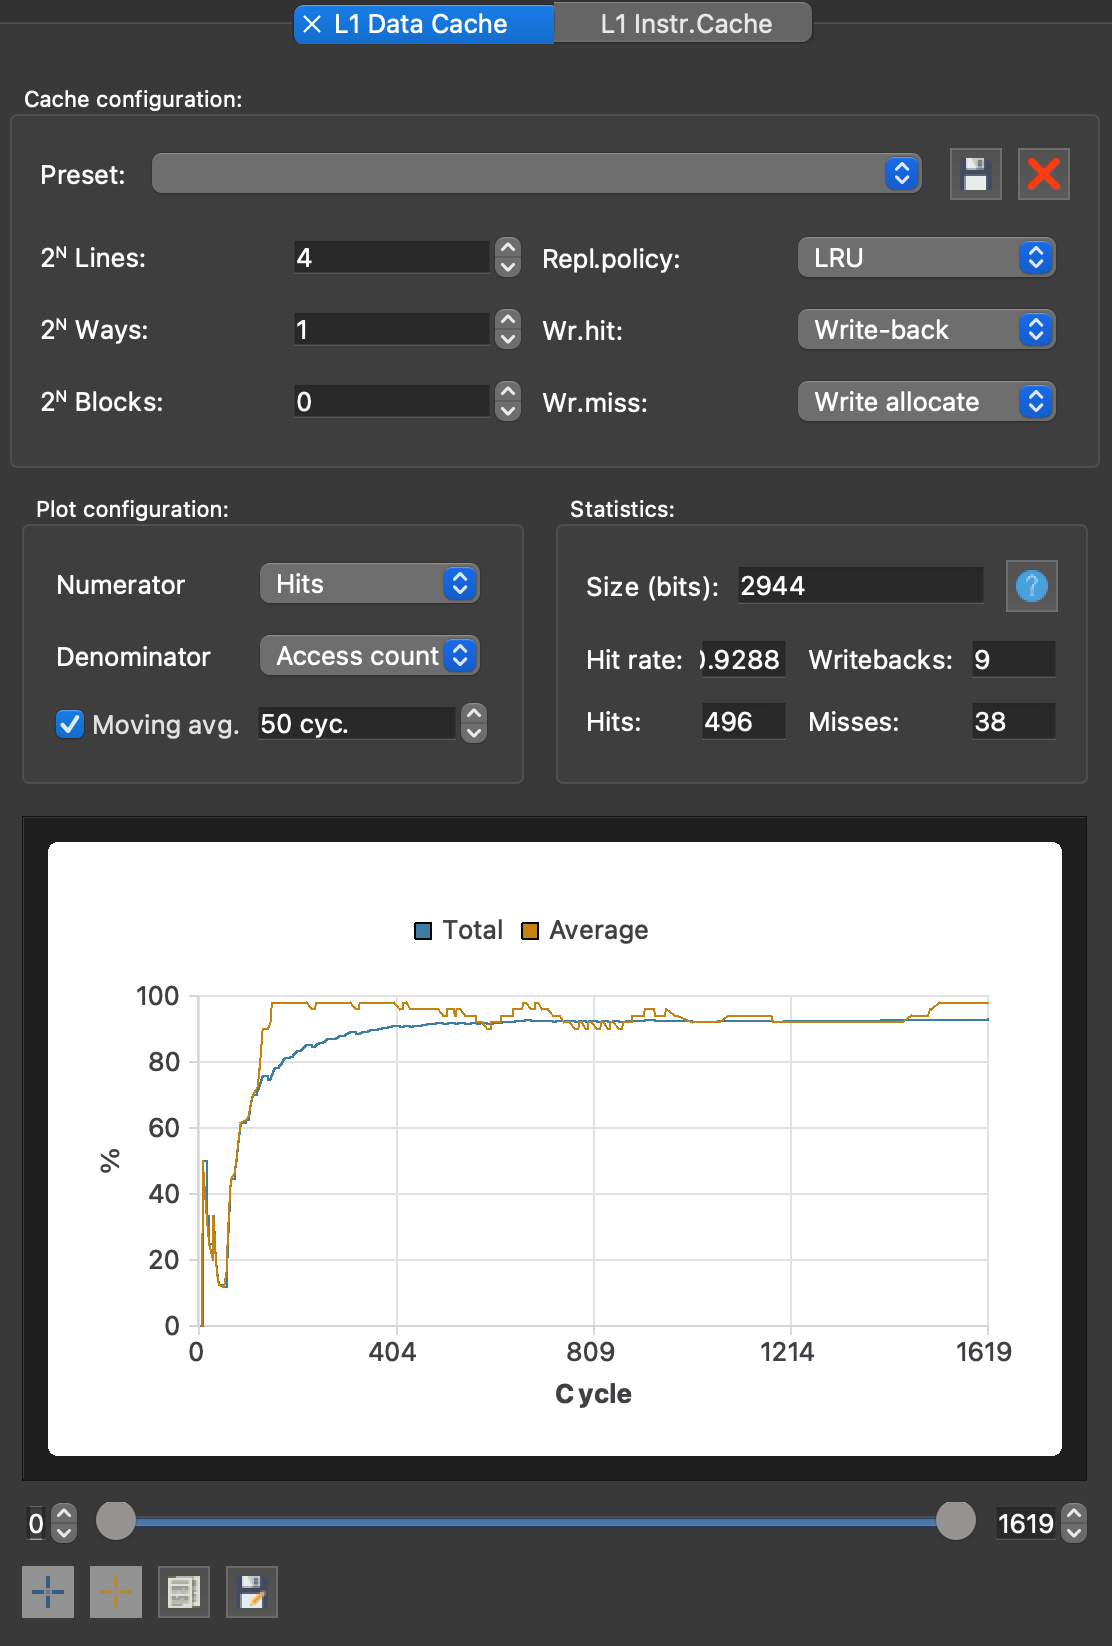 L1 Data Cache L1 Instr.Cache
Cache configuration:
Preset:
2ᴺ Lines: 4 Repl.policy: LRU
2ᴺ Ways: 1 Wr.hit: Write-back
2ᴺ Blocks: 0 Wr.miss: Write allocate
Plot configuration: Statistics:
Numerator Hits Size (bits): 2944
Denominator Access count Hit rate: .9288 Writebacks: 9
Moving avg. 50 cyc. Hits: 496 Misses: 38
Total Average
100
80
60
40
20
0
%
0 404 809 1214 1619
Cycle
0 1619